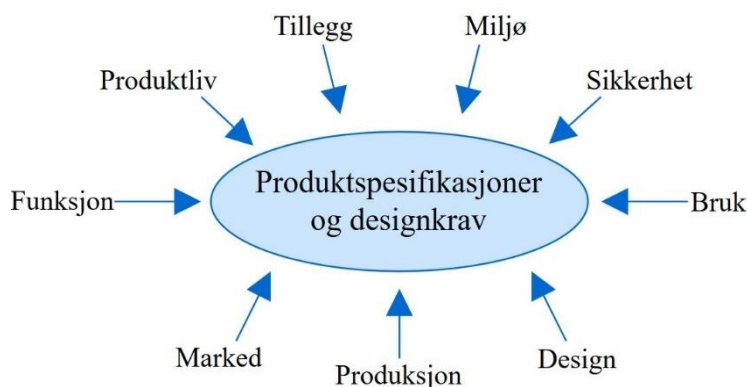 Tillegg
Miljø
Produktliv
Sikkerhet
Funksjon
Produktspesifikasjoner
og designkrav
Bruk
Marked
Produksjon
Design